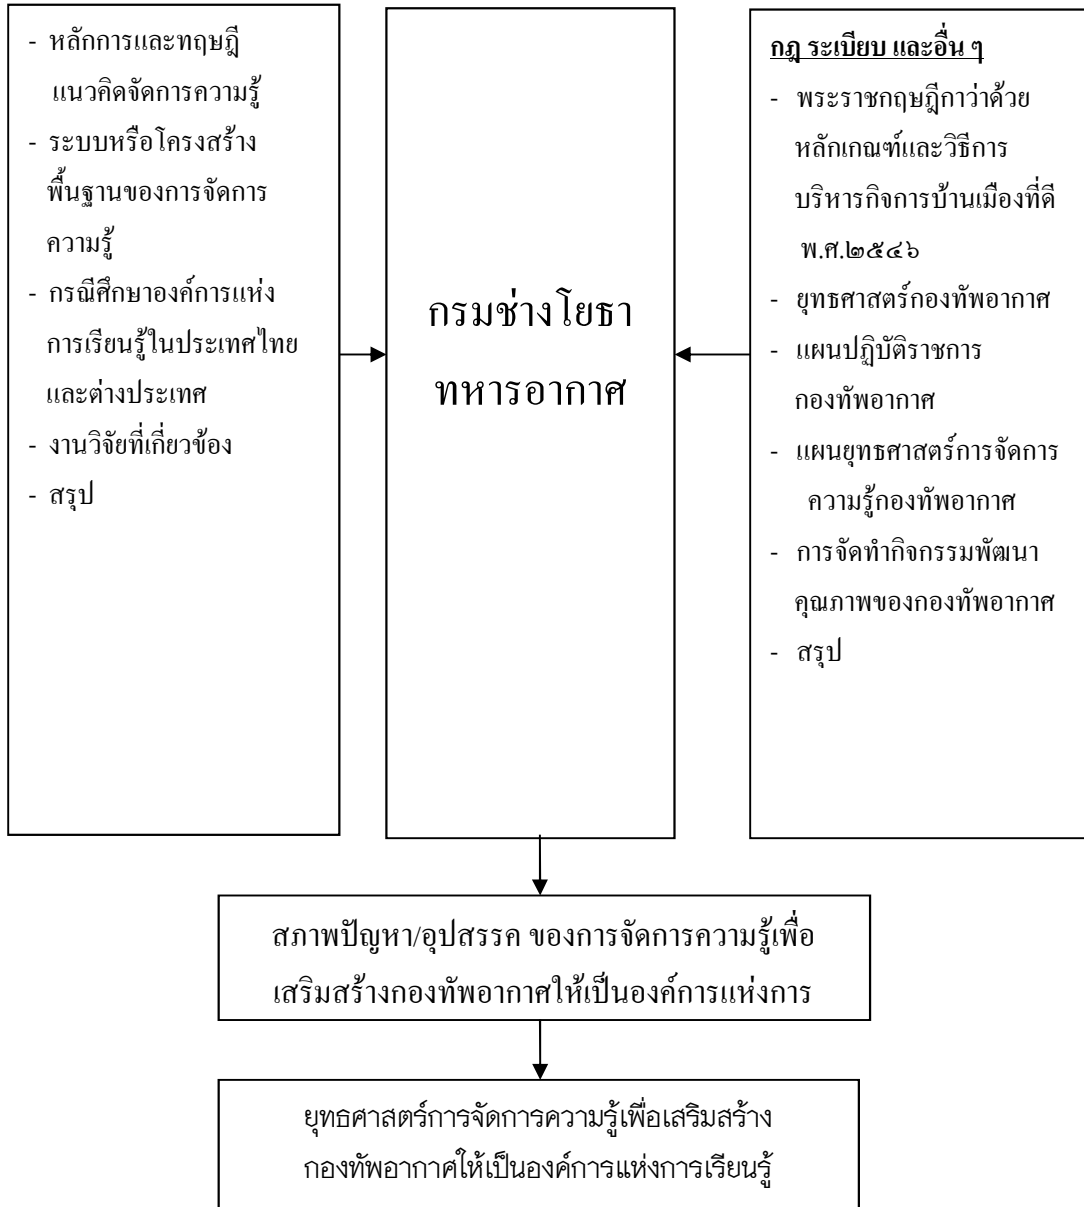 - หลักการและทฤษฎี
แนวคิดจัดการความรู้
- ระบบหรือโครงสร้าง
พื้นฐานของการจัดการ
ความรู้
- กรณีศึกษาองค์การแห่ง
การเรียนรู้ในประเทศไทย
และต่างประเทศ
- งานวิจัยที่เกี่ยวข้อง
- สรุป
กรมช่างโยธา
ทหารอากาศ
กฎ ระเบียบ และอื่น ๆ
- พระราชกฤษฎีกาว่าด้วย
หลักเกณฑ์และวิธีการ
บริหารกิจการบ้านเมืองที่ดี
พ.ศ.๒๕๔๖
- ยุทธศาสตร์กองทัพอากาศ
- แผนปฏิบัติราชการ
กองทัพอากาศ
- แผนยุทธศาสตร์การจัดการ
ความรู้กองทัพอากาศ
- การจัดทำกิจกรรมพัฒนา
คุณภาพของกองทัพอากาศ
- สรุป
สภาพปัญหา/อุปสรรค ของการจัดการความรู้เพื่อ
เสริมสร้างกองทัพอากาศให้เป็นองค์การแห่งการ
ยุทธศาสตร์การจัดการความรู้เพื่อเสริมสร้าง
กองทัพอากาศให้เป็นองค์การแห่งการเรียนรู้